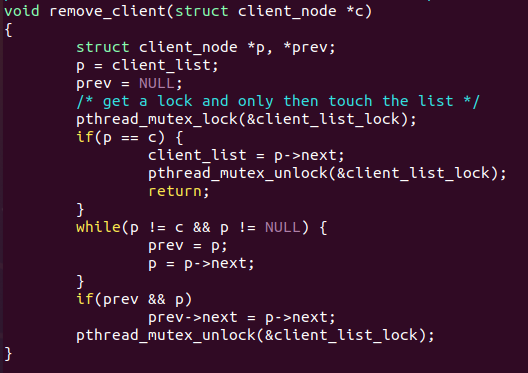 void remove_client(struct client_node *c)
{
        struct client_node *p, *prev;
        p = client_list;
        prev = NULL;
        /* get a lock and only then touch the list */
        pthread_mutex_lock(&client_list_lock);
        if(p == c) {
                client_list = p->next;
                pthread_mutex_unlock(&client_list_lock);
                return;
        }
        while(p != c && p != NULL) {
                prev = p;
                p = p->next;
        }
        if(prev && p)
                prev->next = p->next;
        pthread_mutex_unlock(&client_list_lock);
}